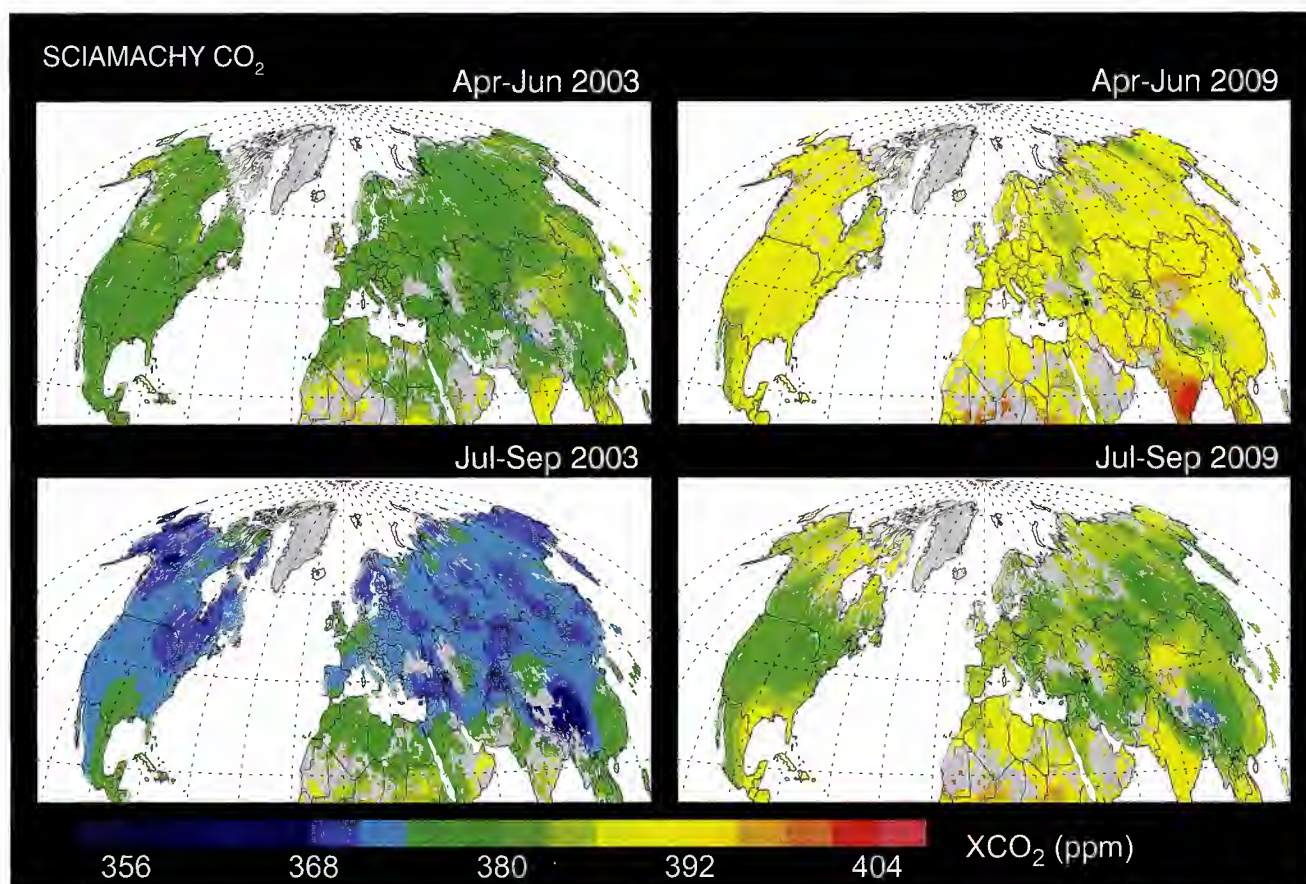 SCIAMACHY CO₂
Apr-Jun 2003
Apr-Jun 2009
Jul-Sep 2003
Jul-Sep 2009
356 368 380 392 404 XCO₂ (ppm)